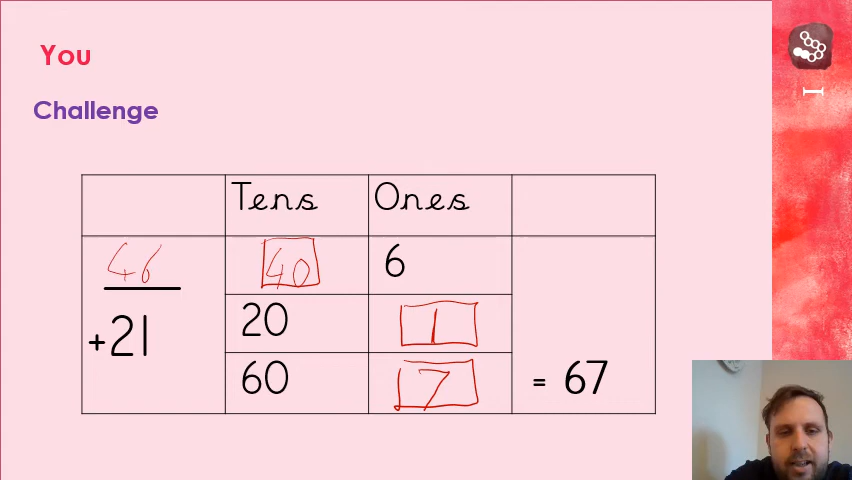 You
Challenge
Tens Ones
46 40 6
+21 20 1
60 7 = 67